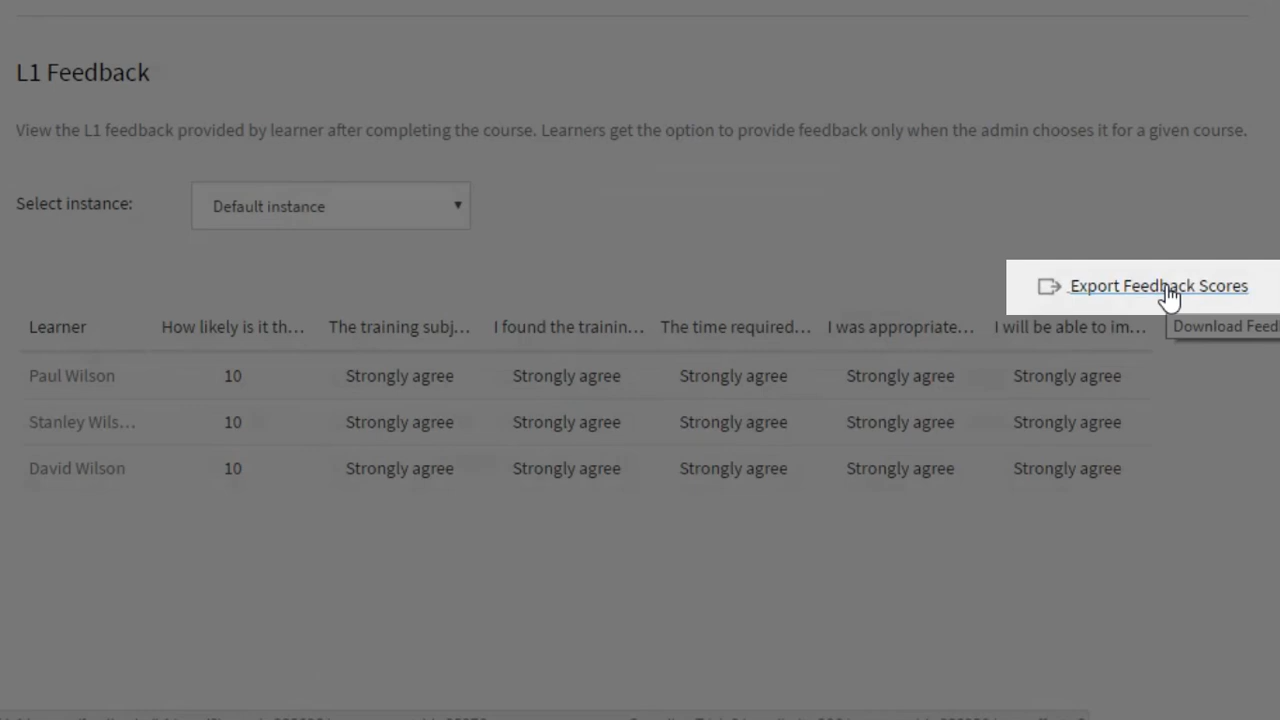 L1 Feedback
View the L1 feedback provided by learner after completing the course. Learners get the option to provide feedback only when the admin chooses it for a given course.
Select instance: Default instance
Export Feedback Scores
Download Feed
Learner How likely is it th... The training subj... I found the trainin... The time required... I was appropriate... I will be able to im...
Paul Wilson 10 Strongly agree Strongly agree Strongly agree Strongly agree Strongly agree
Stanley Wils... 10 Strongly agree Strongly agree Strongly agree Strongly agree Strongly agree
David Wilson 10 Strongly agree Strongly agree Strongly agree Strongly agree Strongly agree